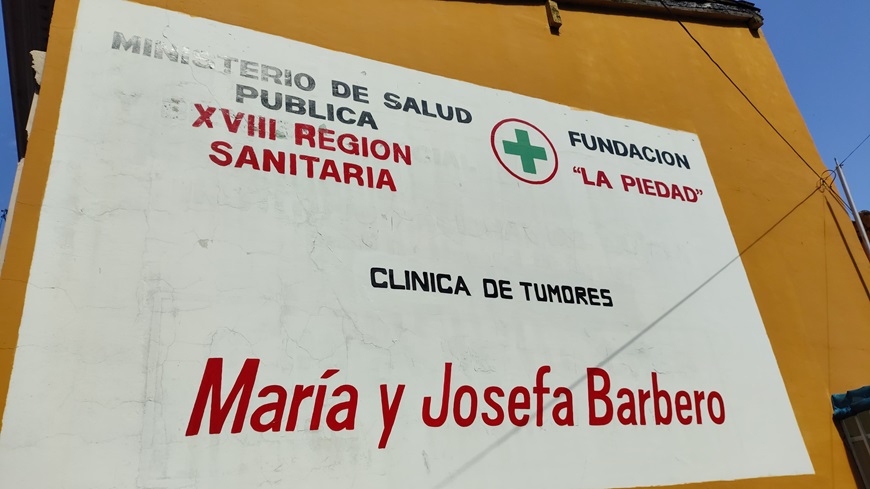 MINISTERIO DE SALUD
PUBLICA
XVIII REGION
SANITARIA
FUNDACION
"LA PIEDAD"
CLINICA DE TUMORES
María y Josefa Barbero